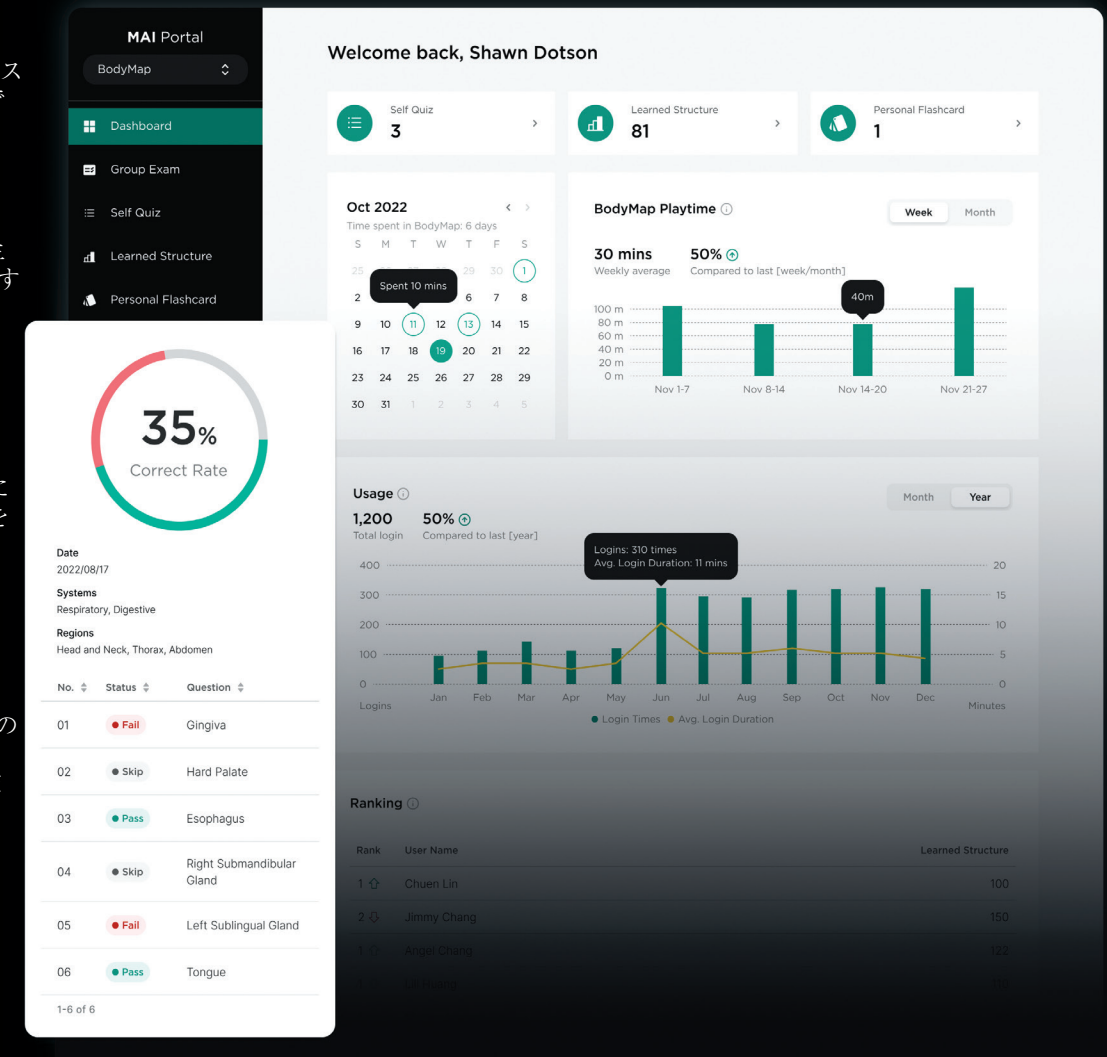 ス
す
の
MAI Portal
BodyMap
Dashboard
Group Exam
Self Quiz
Learned Structure
Personal Flashcard
Welcome back, Shawn Dotson
Self Quiz
3
Learned Structure
81
Personal Flashcard
1
Oct 2022
Time spent in BodyMap: 6 days
S M T W T F S
25 29 30 1
Spent 10 mins
2 6 7 8
9 10 11 12 13 14 15
16 17 18 19 20 21 22
23 24 25 26 27 28 29
30 31 1 2 3 4 5
BodyMap Playtime
Week Month
30 mins 50%
Weekly average Compared to last [week/month]
40m
100 m
80 m
60 m
40 m
20 m
0 m
Nov 1-7 Nov 8-14 Nov 14-20 Nov 21-27
Usage
Month Year
1,200 50%
Total login Compared to last [year]
Logins: 310 times
Avg. Login Duration: 11 mins
400 20
300 15
200 10
100 5
0 0
Jan Feb Mar Apr May Jun Jul Aug Sep Oct Nov Dec
Logins Minutes
Login Times Avg. Login Duration
Ranking
Rank User Name Learned Structure
1 Chuen Lin 100
2 Jimmy Chang 150
1 Angel Chang 122
35%
Correct Rate
Date
2022/08/17
Systems
Respiratory, Digestive
Regions
Head and Neck, Thorax, Abdomen
No. Status Question
01 Fail Gingiva
02 Skip Hard Palate
03 Pass Esophagus
04 Skip Right Submandibular
Gland
05 Fail Left Sublingual Gland
06 Pass Tongue
1-6 of 6